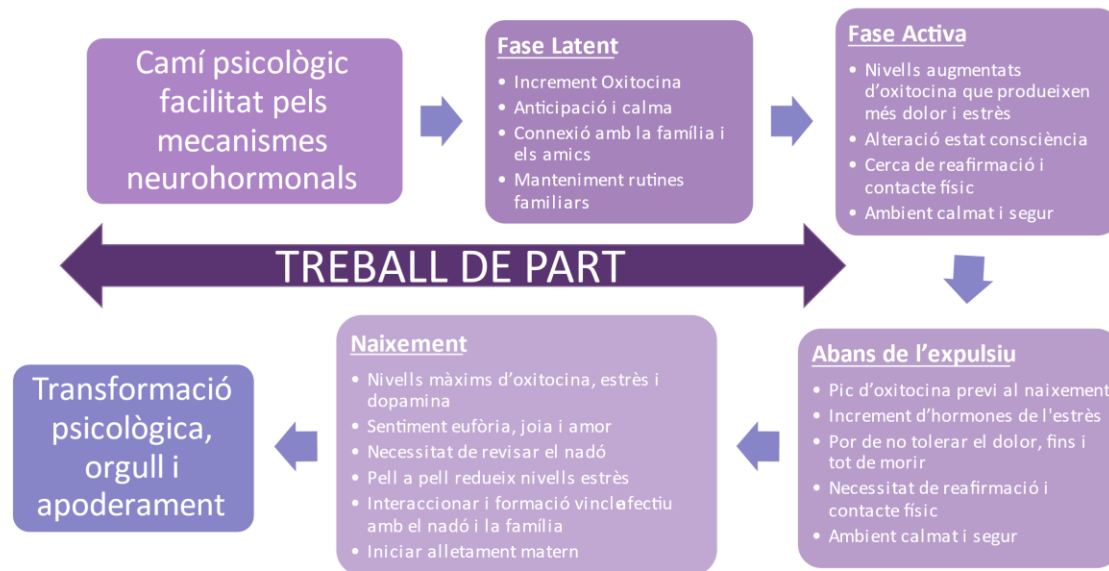 Camí psicològic
facilitat pels
mecanismes
neurohormonals
Fase Latent
• Increment Oxitocina
• Anticipació i calma
• Connexió amb la família i
els amics
• Manteniment rutines
familiars
Fase Activa
• Nivells augmentats
d'oxitocina que produeixen
més dolor i estrès
• Alteració estat consciència
• Cerca de reafirmació i
contacte físic
• Ambient calmat i segur
TREBALL DE PART
Abans de l'expulsiu
• Pic d'oxitocina previ al naixement
• Increment d'hormones de l'estrès
• Por de no tolerar el dolor, fins i
tot de morir
• Necessitat de reafirmació i
contacte físic
• Ambient calmat i segur
Naixement
• Nivells màxims d'oxitocina, estrès i
dopamina
• Sentiment eufòria, joia i amor
• Necessitat de revisar el nadó
• Pell a pell redueix nivells estrès
• Interaccionar i formació vincle afectiu
amb el nadó i la família
• Iniciar alletament matern
Transformació
psicològica,
orgull i
apoderament